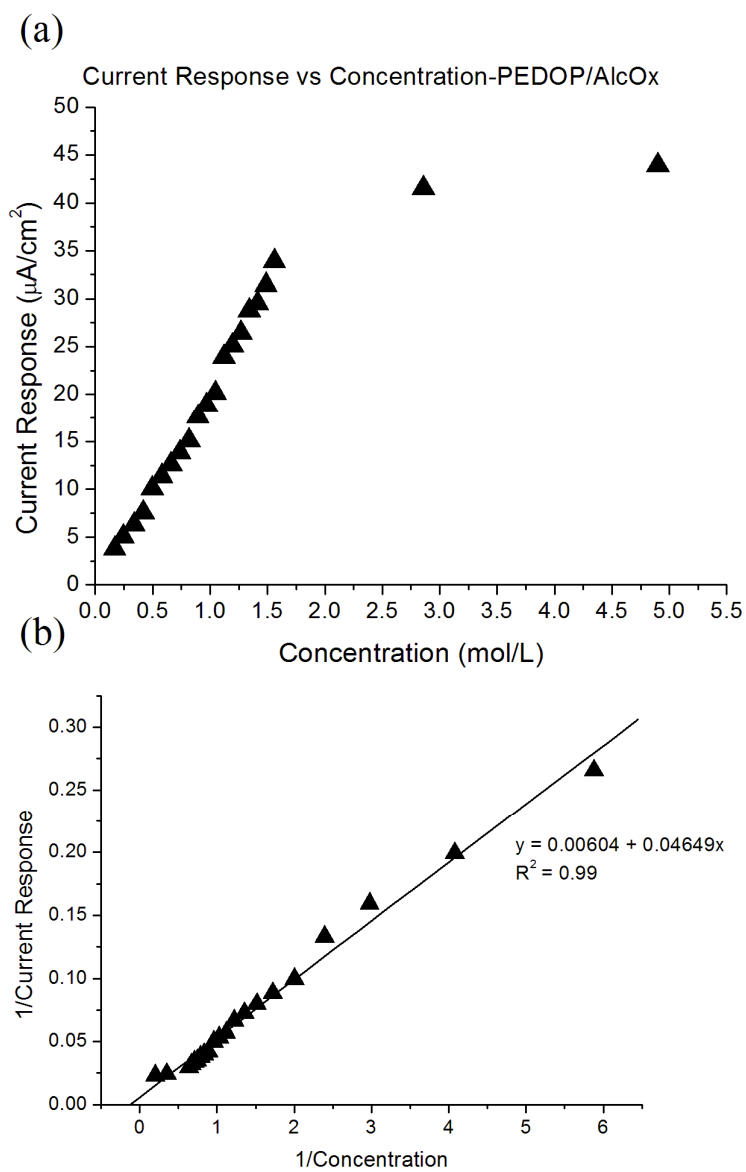 (a)
Current Response vs Concentration-PEDOP/AlcOx
50
45
40
35
30
25
20
15
10
5
0
Current Response (μA/cm²)
0.0 0.5 1.0 1.5 2.0 2.5 3.0 3.5 4.0 4.5 5.0 5.5
Concentration (mol/L)
(b)
0.30
0.25
0.20
0.15
0.10
0.05
0.00
1/Current Response
y = 0.00604 + 0.04649x
R² = 0.99
0 1 2 3 4 5 6
1/Concentration